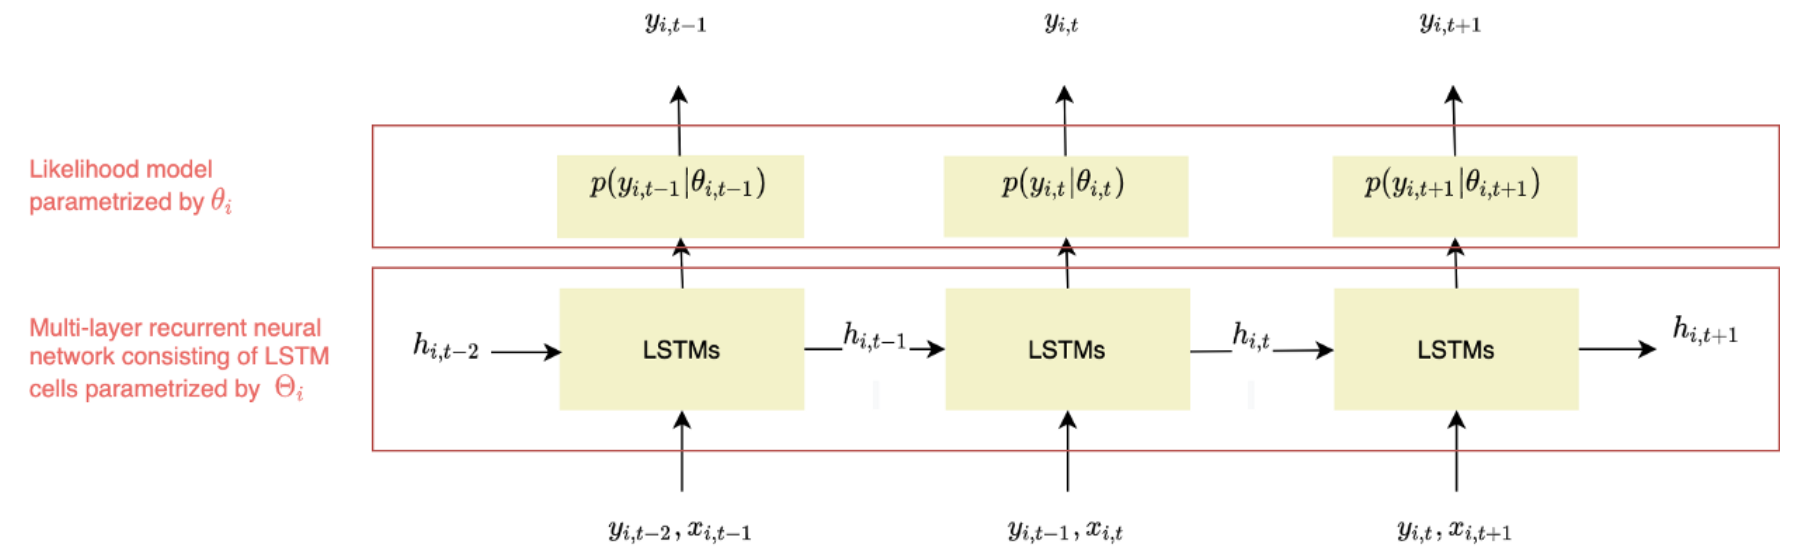 y_{i,t−1} y_{i,t} y_{i,t+1}
Likelihood model
parametrized by θ_i
p(y_{i,t−1}|θ_{i,t−1}) p(y_{i,t}|θ_{i,t}) p(y_{i,t+1}|θ_{i,t+1})
Multi-layer recurrent neural
network consisting of LSTM
cells parametrized by Θ_i
h_{i,t−2} LSTMs h_{i,t−1} LSTMs h_{i,t} LSTMs h_{i,t+1}
y_{i,t−2}, x_{i,t−1} y_{i,t−1}, x_{i,t} y_{i,t}, x_{i,t+1}